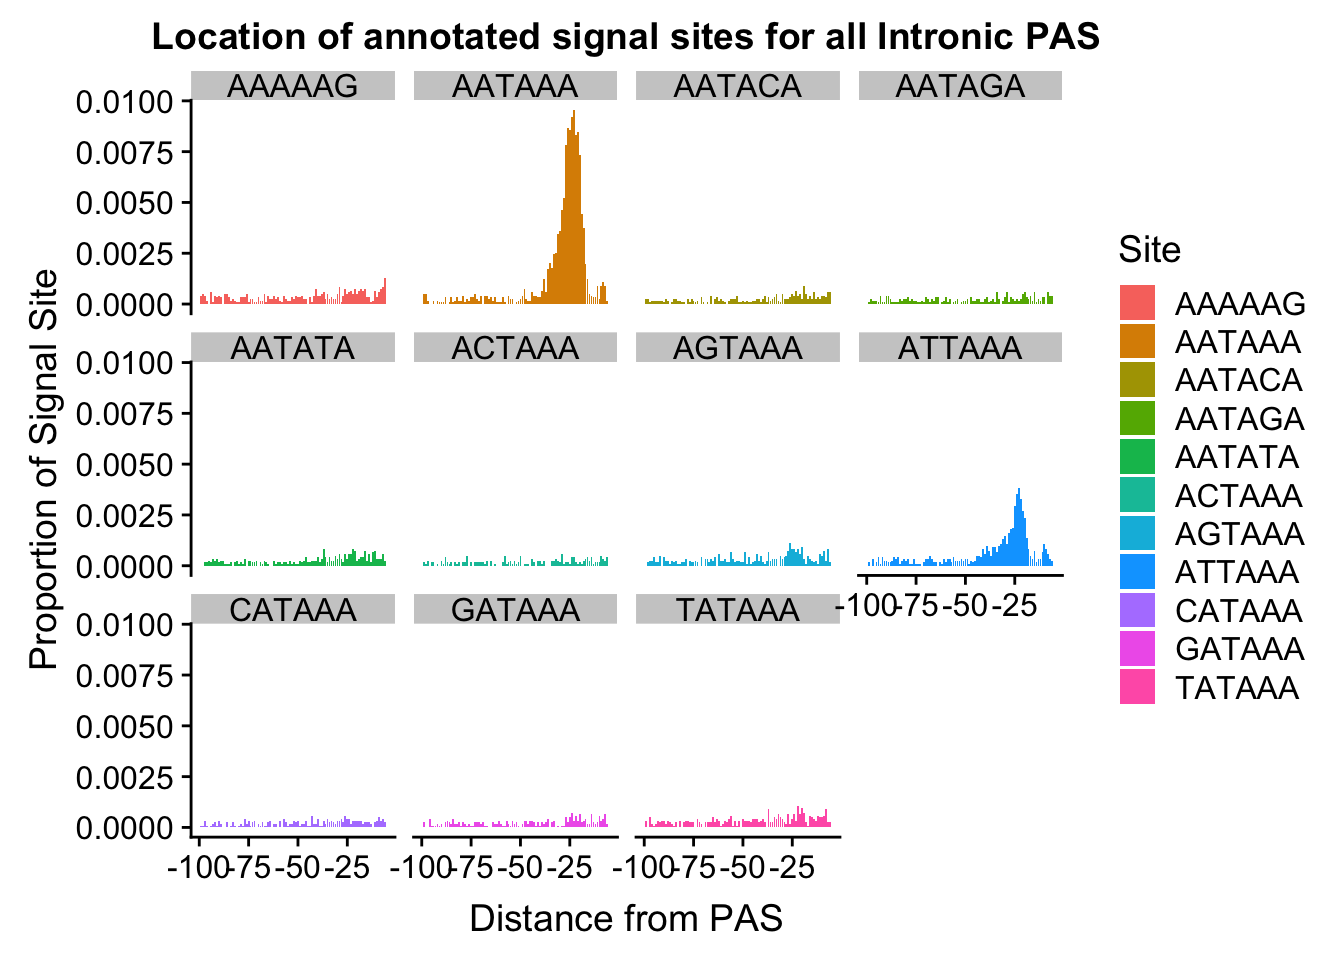 Location of annotated signal sites for all Intronic PAS
AAAAAG AATAAA AATACA AATAGA
0.0100
0.0075
0.0050
0.0025
0.0000
AATATA ACTAAA AGTAAA ATTAAA
0.0100
0.0075
0.0050
0.0025
0.0000
-100 -75 -50 -25
CATAAA GATAAA TATAAA
0.0100
0.0075
0.0050
0.0025
0.0000
-100 -75 -50 -25 -100 -75 -50 -25 -100 -75 -50 -25
Distance from PAS
Proportion of Signal Site
Site
AAAAAG
AATAAA
AATACA
AATAGA
AATATA
ACTAAA
AGTAAA
ATTAAA
CATAAA
GATAAA
TATAAA